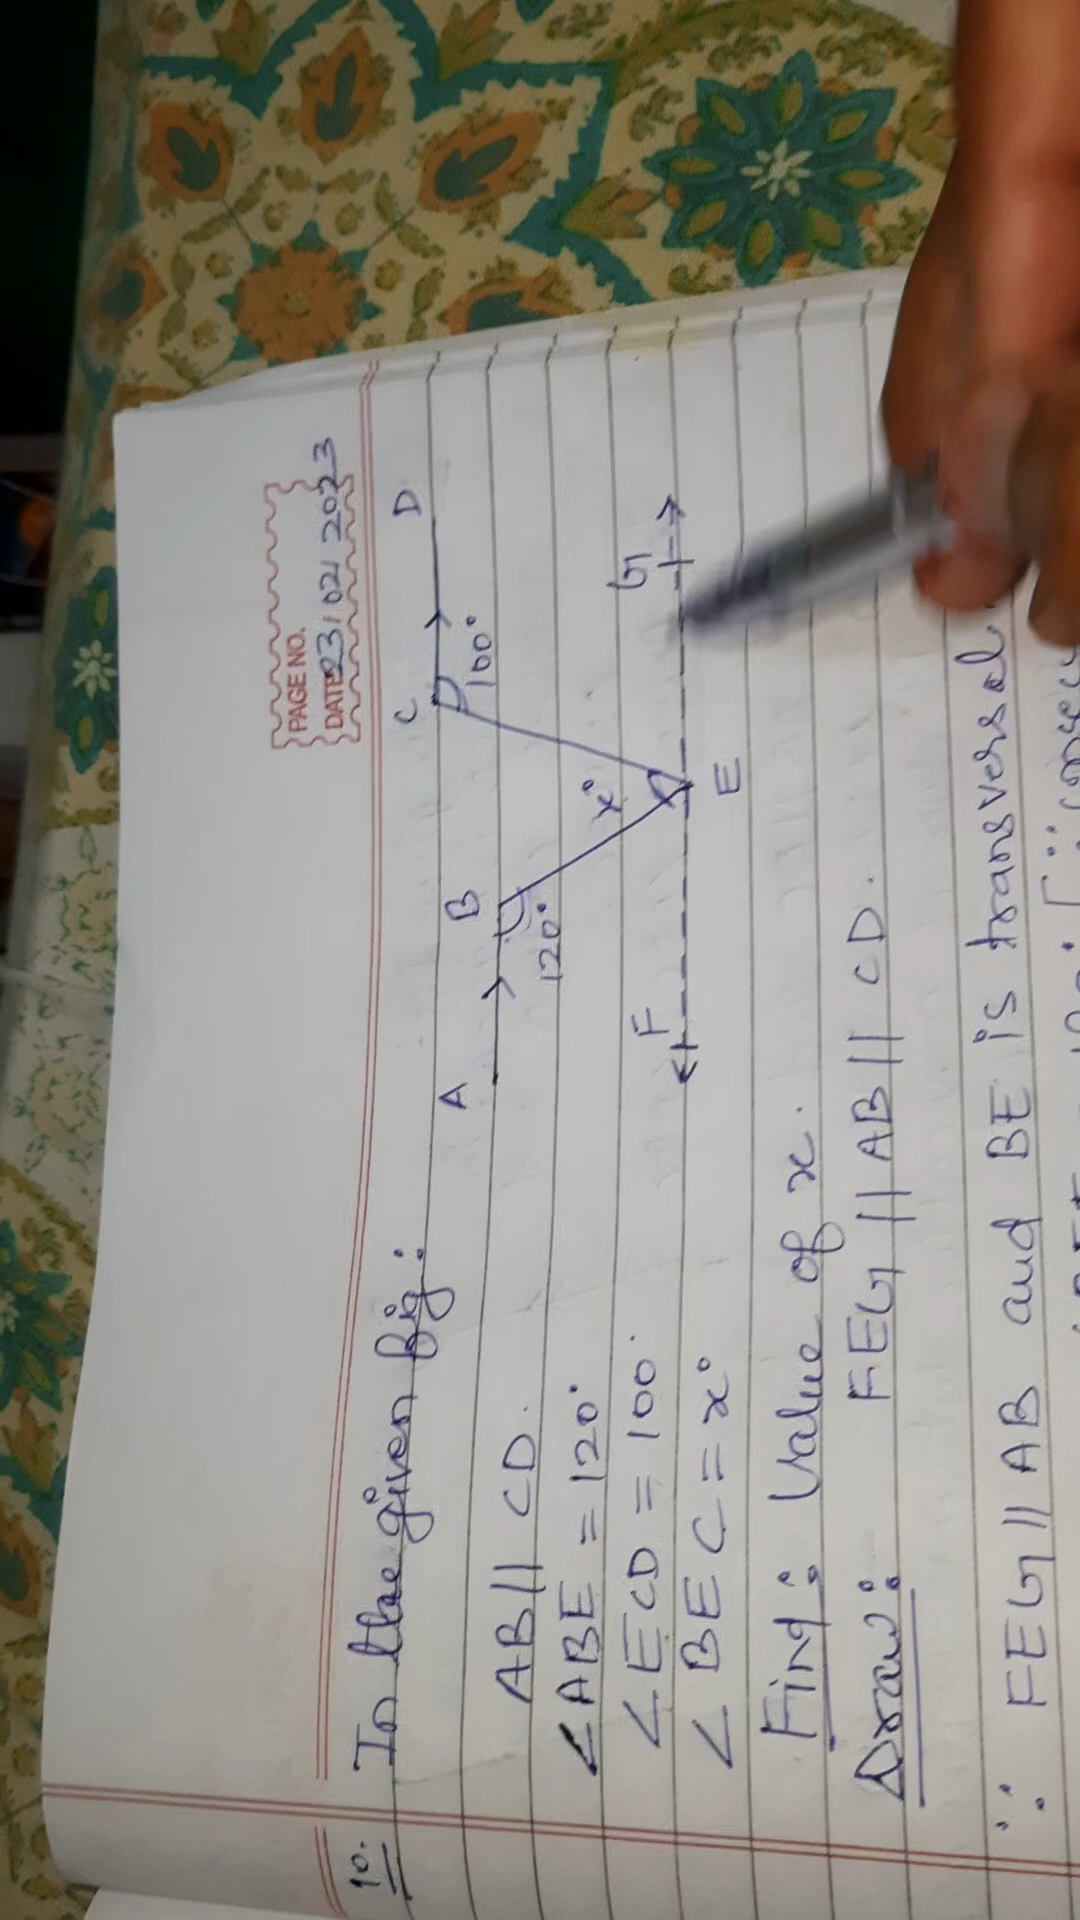 PAGE NO.
DATE 23/02/2023
10. In the given fig:
AB || CD.
∠ABE = 120°
∠ECD = 100°
∠BEC = x°
A B C D
120° 100°
x°
F G
E
Find: Value of x.
Draw: FEG || AB || CD.
∵ FEG || AB and BE is transversal.